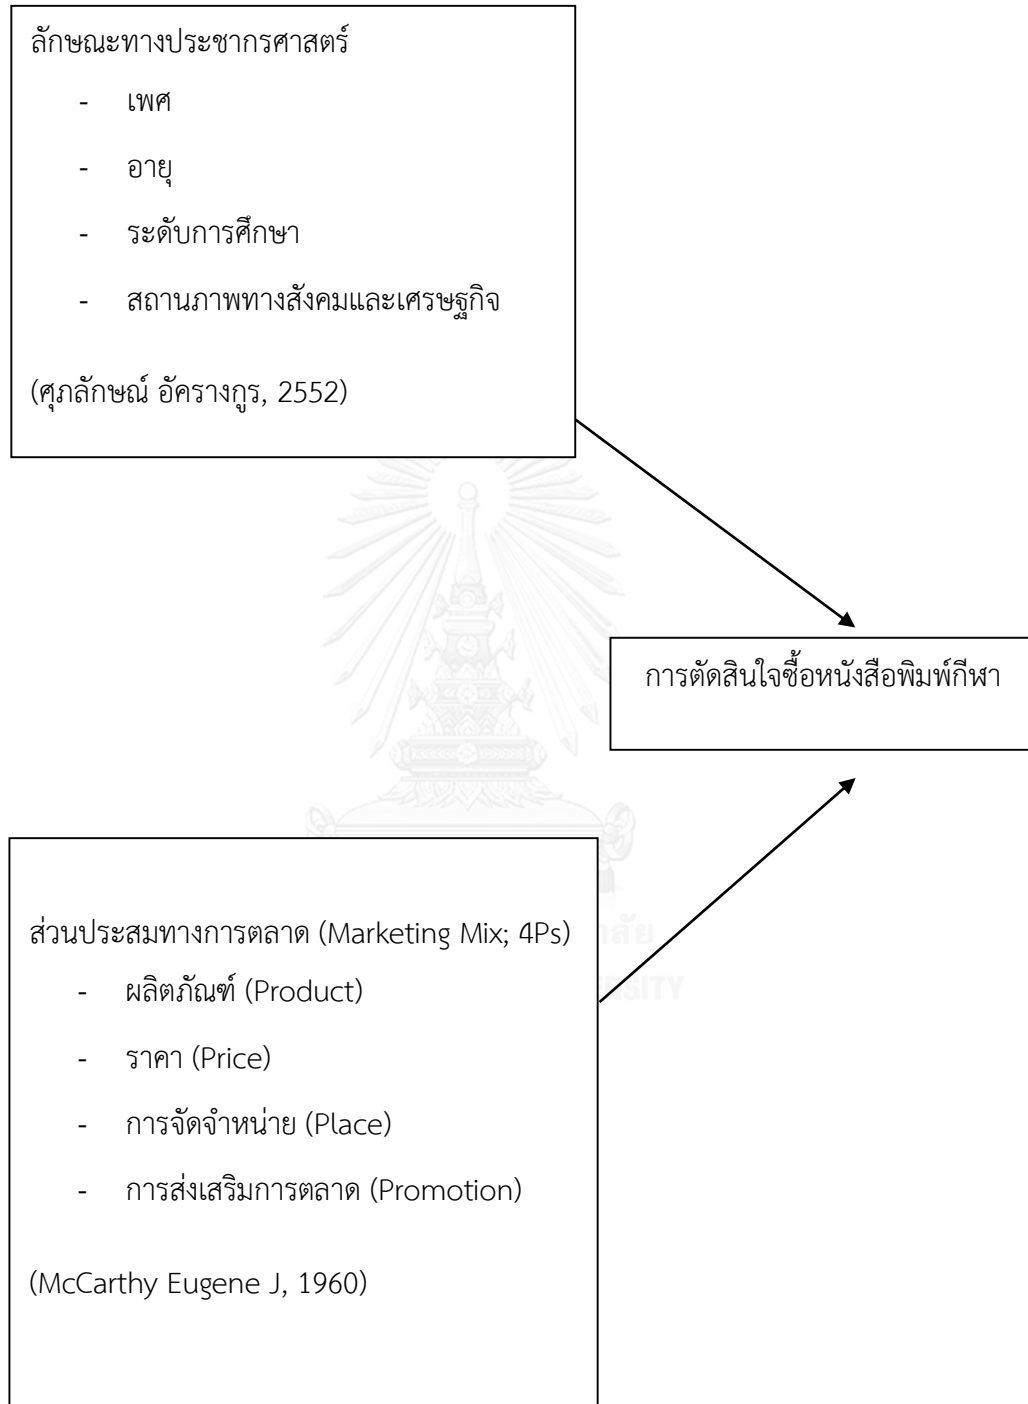 ลักษณะทางประชากรศาสตร์
- เพศ
- อายุ
- ระดับการศึกษา
- สถานภาพทางสังคมและเศรษฐกิจ
(ศุภลักษณ์ อัครางกูร, 2552)
การตัดสินใจซื้อหนังสือพิมพ์กีฬา
ส่วนประสมทางการตลาด (Marketing Mix; 4Ps)
- ผลิตภัณฑ์ (Product)
- ราคา (Price)
- การจัดจำหน่าย (Place)
- การส่งเสริมการตลาด (Promotion)
(McCarthy Eugene J, 1960)